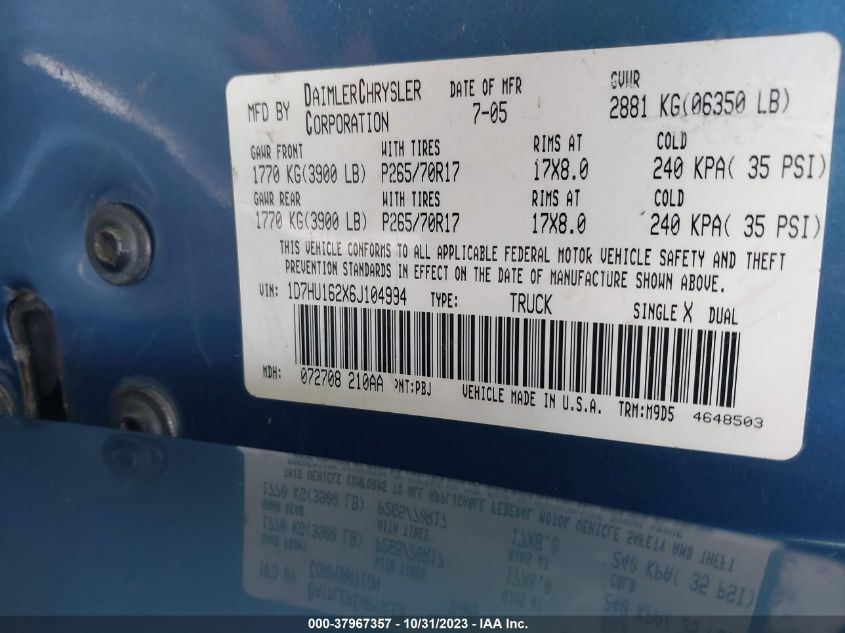 MFD BY DAIMLERCHRYSLER CORPORATION DATE OF MFR 7-05 GVWR 2881 KG(06350 LB)
GAWR FRONT WITH TIRES RIMS AT COLD
1770 KG(3900 LB) P265/70R17 17X8.0 240 KPA( 35 PSI)
GAWR REAR WITH TIRES RIMS AT COLD
1770 KG(3900 LB) P265/70R17 17X8.0 240 KPA( 35 PSI)
THIS VEHICLE CONFORMS TO ALL APPLICABLE FEDERAL MOTOR VEHICLE SAFETY AND THEFT
PREVENTION STANDARDS IN EFFECT ON THE DATE OF MANUFACTURE SHOWN ABOVE.
VIN: 1D7HU162X6J104994 TYPE: TRUCK SINGLE X DUAL
MDH: 072708 210AA PNT:PBJ VEHICLE MADE IN U.S.A. TRM:M9D5 4648503
000-37967357 - 10/31/2023 - IAA Inc.